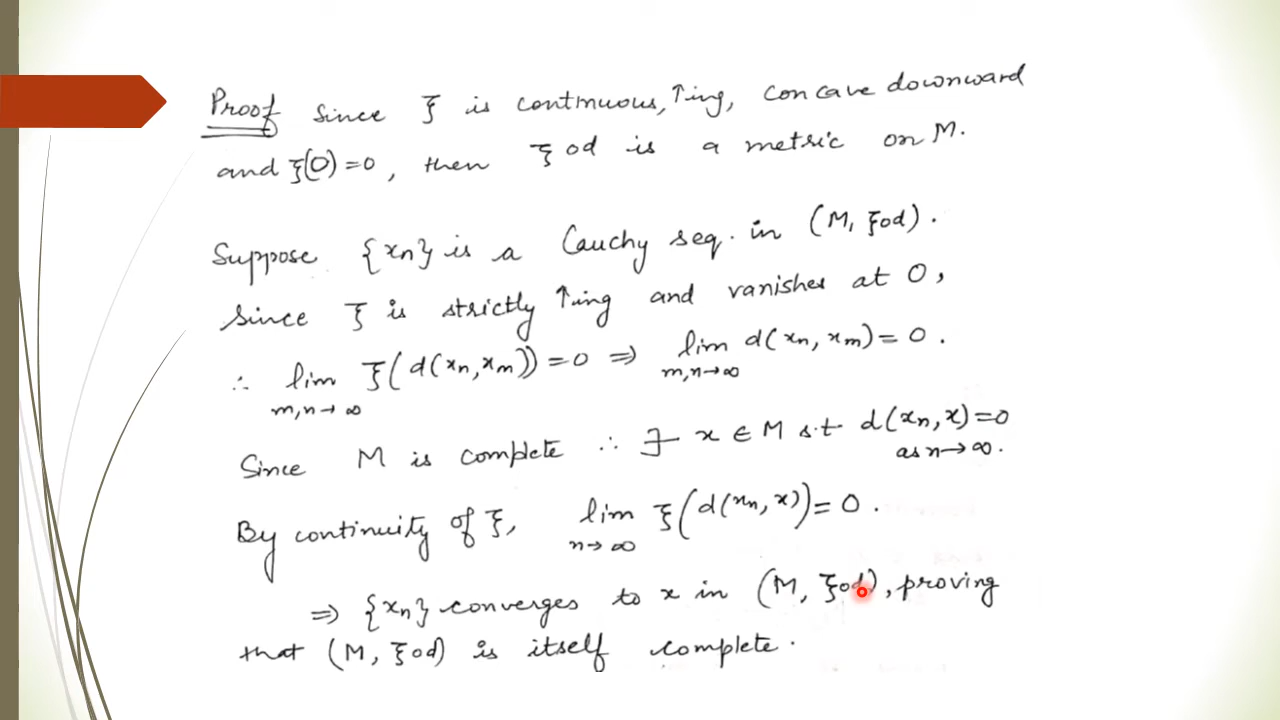 Proof Since ξ is continuous, ↑ing, concave downward
and ξ(0)=0, then ξod is a metric on M.
Suppose {xn} is a Cauchy seq. in (M, ξod).
Since ξ is strictly ↑ing and vanishes at 0,
∴ lim ξ(d(xn,xm))=0 ⇒ lim d(xn, xm)=0.
m,n→∞ m,n→∞
Since M is complete ∴ ∃ x ∈ M s.t d(xn,x)=0
as n→∞.
By continuity of ξ, lim ξ(d(xn,x))=0.
n→∞
⇒ {xn} converges to x in (M, ξod), proving
that (M, ξod) is itself complete.